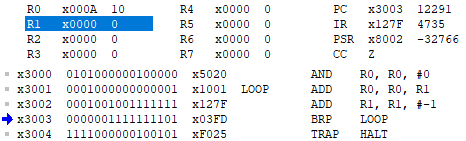 R0 x000A 10 R4 x0000 0 PC x3003 12291
R1 x0000 0 R5 x0000 0 IR x127F 4735
R2 x0000 0 R6 x0000 0 PSR x8002 -32766
R3 x0000 0 R7 x0000 0 CC Z
x3000 0101000000100000 x5020 AND R0, R0, #0
x3001 0001000000000001 x1001 LOOP ADD R0, R0, R1
x3002 0001001001111111 x127F ADD R1, R1, #-1
x3003 0000001111111101 x03FD BRP LOOP
x3004 1111000000100101 xF025 TRAP HALT